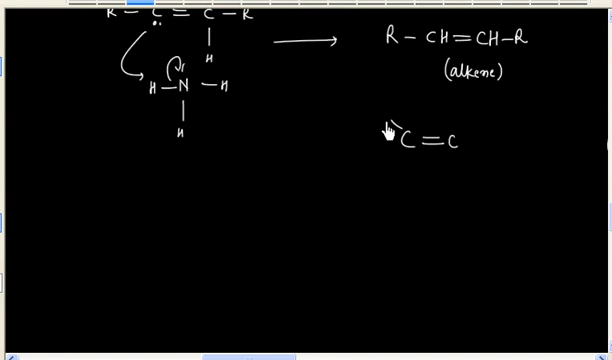 R – C̈ = C – R
H
R – CH = CH – R
(alkene)
H – N – H
H
C = C